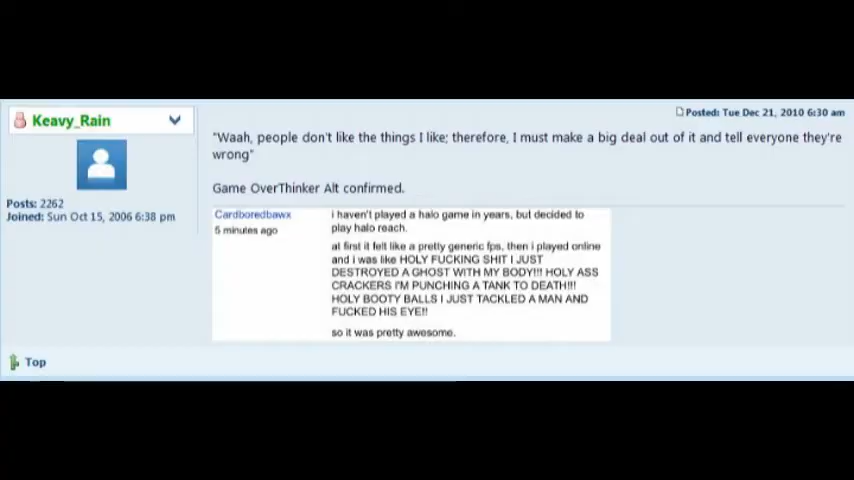 Keavy_Rain
Posts: 2262
Joined: Sun Oct 15, 2006 6:38 pm
Posted: Tue Dec 21, 2010 6:30 am
"Waah, people don't like the things I like; therefore, I must make a big deal out of it and tell everyone they're
wrong"
Game OverThinker Alt confirmed.
Cardboredbawx
5 minutes ago
i haven't played a halo game in years, but decided to
play halo reach.
at first it felt like a pretty generic fps. then i played online
and i was like HOLY FUCKING SHIT I JUST
DESTROYED A GHOST WITH MY BODY!!! HOLY ASS
CRACKERS I'M PUNCHING A TANK TO DEATH!!!
HOLY BOOTY BALLS I JUST TACKLED A MAN AND
FUCKED HIS EYE!!
so it was pretty awesome.
Top